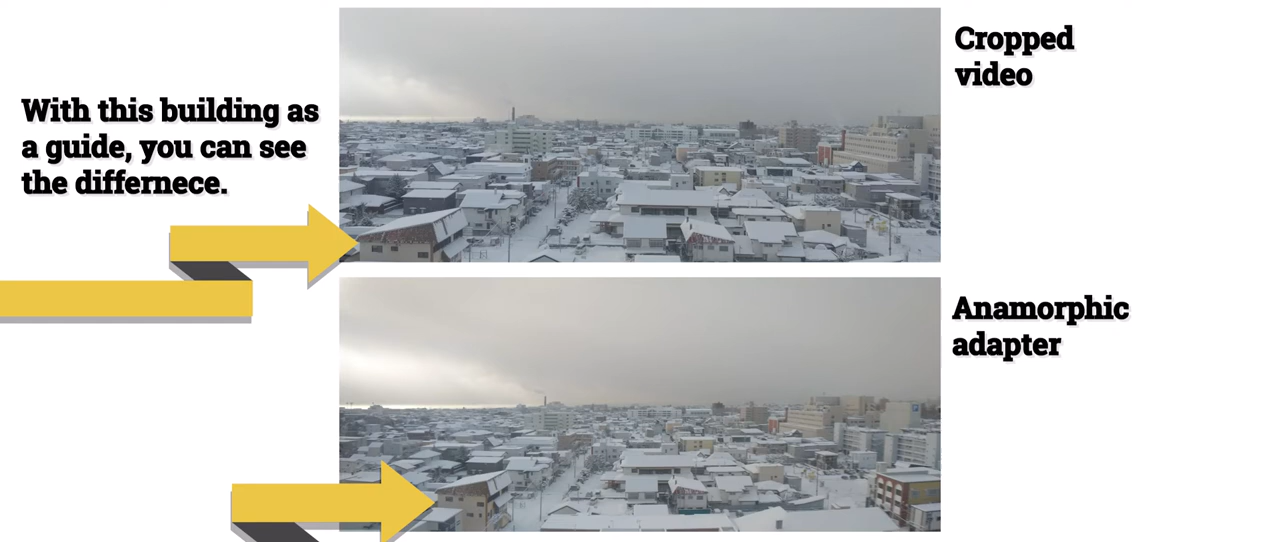 With this building as
a guide, you can see
the differnece.
Cropped
video
Anamorphic
adapter